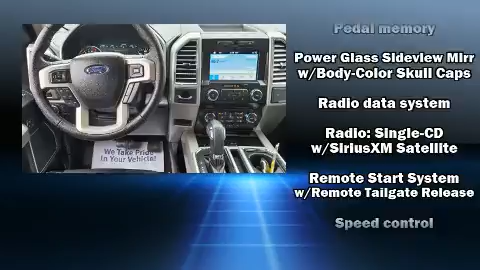 Pedal memory
Power Glass Sideview Mirr
w/Body-Color Skull Caps
Radio data system
Radio: Single-CD
w/SiriusXM Satellite
Remote Start System
w/Remote Tailgate Release
Speed control
Ford
We Take Pride
In Your Vehicle!